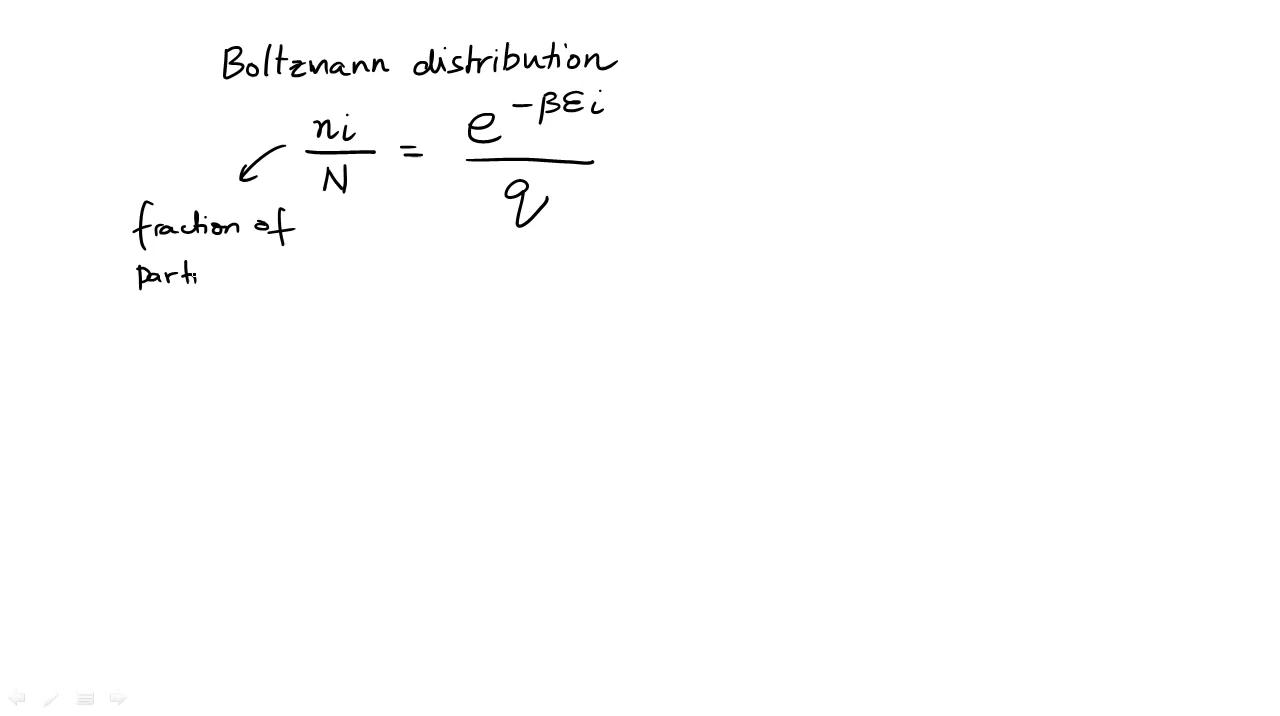 Boltzmann distribution
ni/N = e^-βεi/q
fraction of
parti